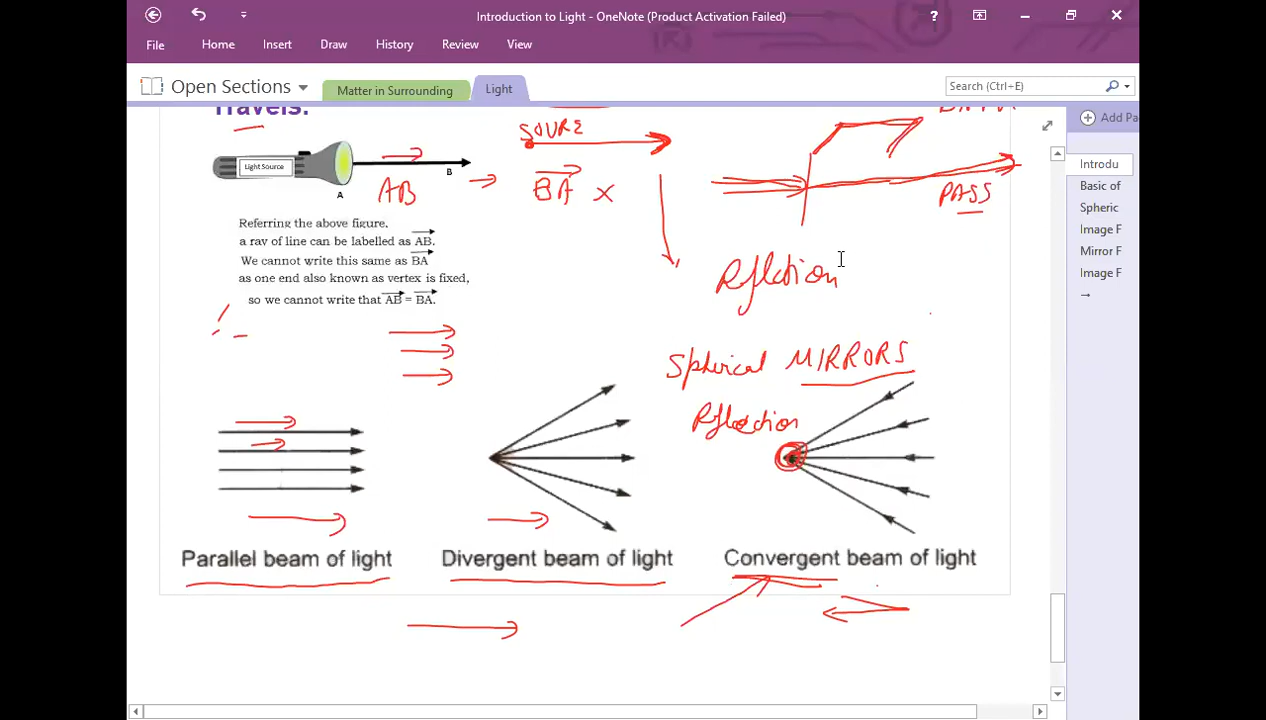 Introduction to Light - OneNote (Product Activation Failed)
?
File Home Insert Draw History Review View
Open Sections
Matter in Surrounding
Light
Search (Ctrl+E)
Travels:
Add Pa
SOURE
Light Source
A
B
AB
BA X
PASS
Introdu
Basic of
Spheric
Image F
Mirror F
Image F
Referring the above figure,
a ray of line can be labelled as AB.
We cannot write this same as BA
as one end also known as vertex is fixed,
so we cannot write that AB = BA.
Reflction
Spherical MIRRORS
Reflection
Parallel beam of light
Divergent beam of light
Convergent beam of light